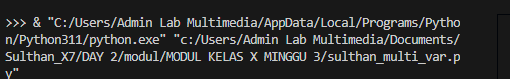 >>> & "C:/Users/Admin Lab Multimedia/AppData/Local/Programs/Pytho
n/Python311/python.exe" "c:/Users/Admin Lab Multimedia/Documents/
Sulthan_X7/DAY 2/modul/MODUL KELAS X MINGGU 3/sulthan_multi_var.p
y"